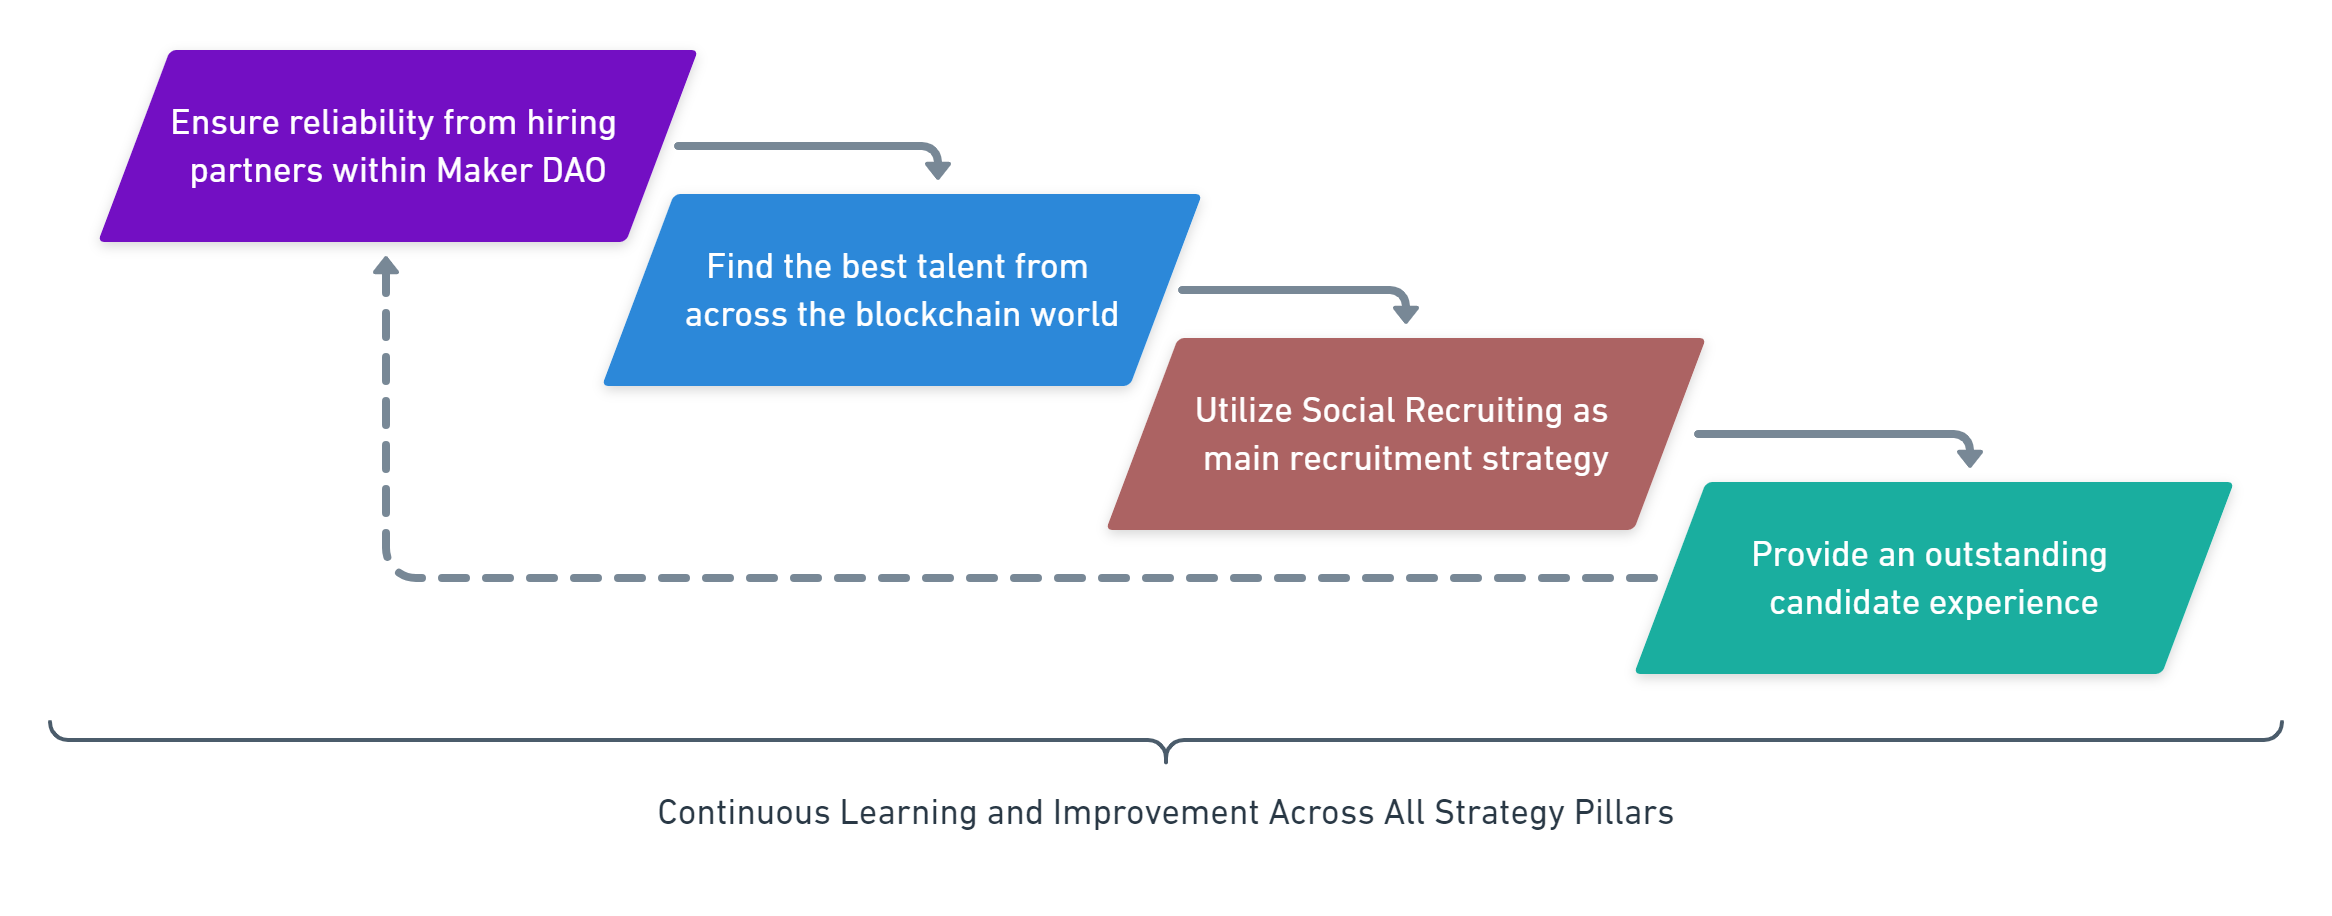 Ensure reliability from hiring
partners within Maker DAO
Find the best talent from
across the blockchain world
Utilize Social Recruiting as
main recruitment strategy
Provide an outstanding
candidate experience
Continuous Learning and Improvement Across All Strategy Pillars